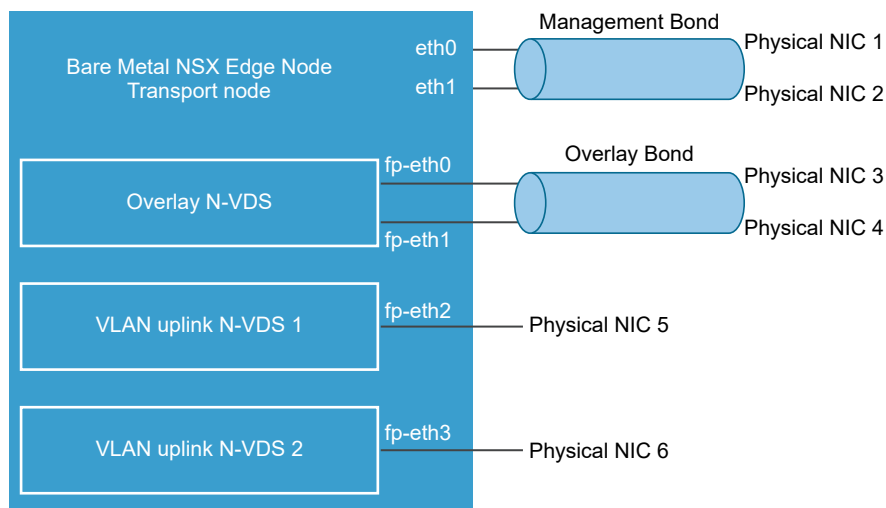 Management Bond
eth0
Physical NIC 1
Bare Metal NSX Edge Node
Transport node
eth1
Physical NIC 2
Overlay Bond
fp-eth0
Physical NIC 3
Overlay N-VDS
Physical NIC 4
fp-eth1
fp-eth2
VLAN uplink N-VDS 1
Physical NIC 5
fp-eth3
VLAN uplink N-VDS 2
Physical NIC 6